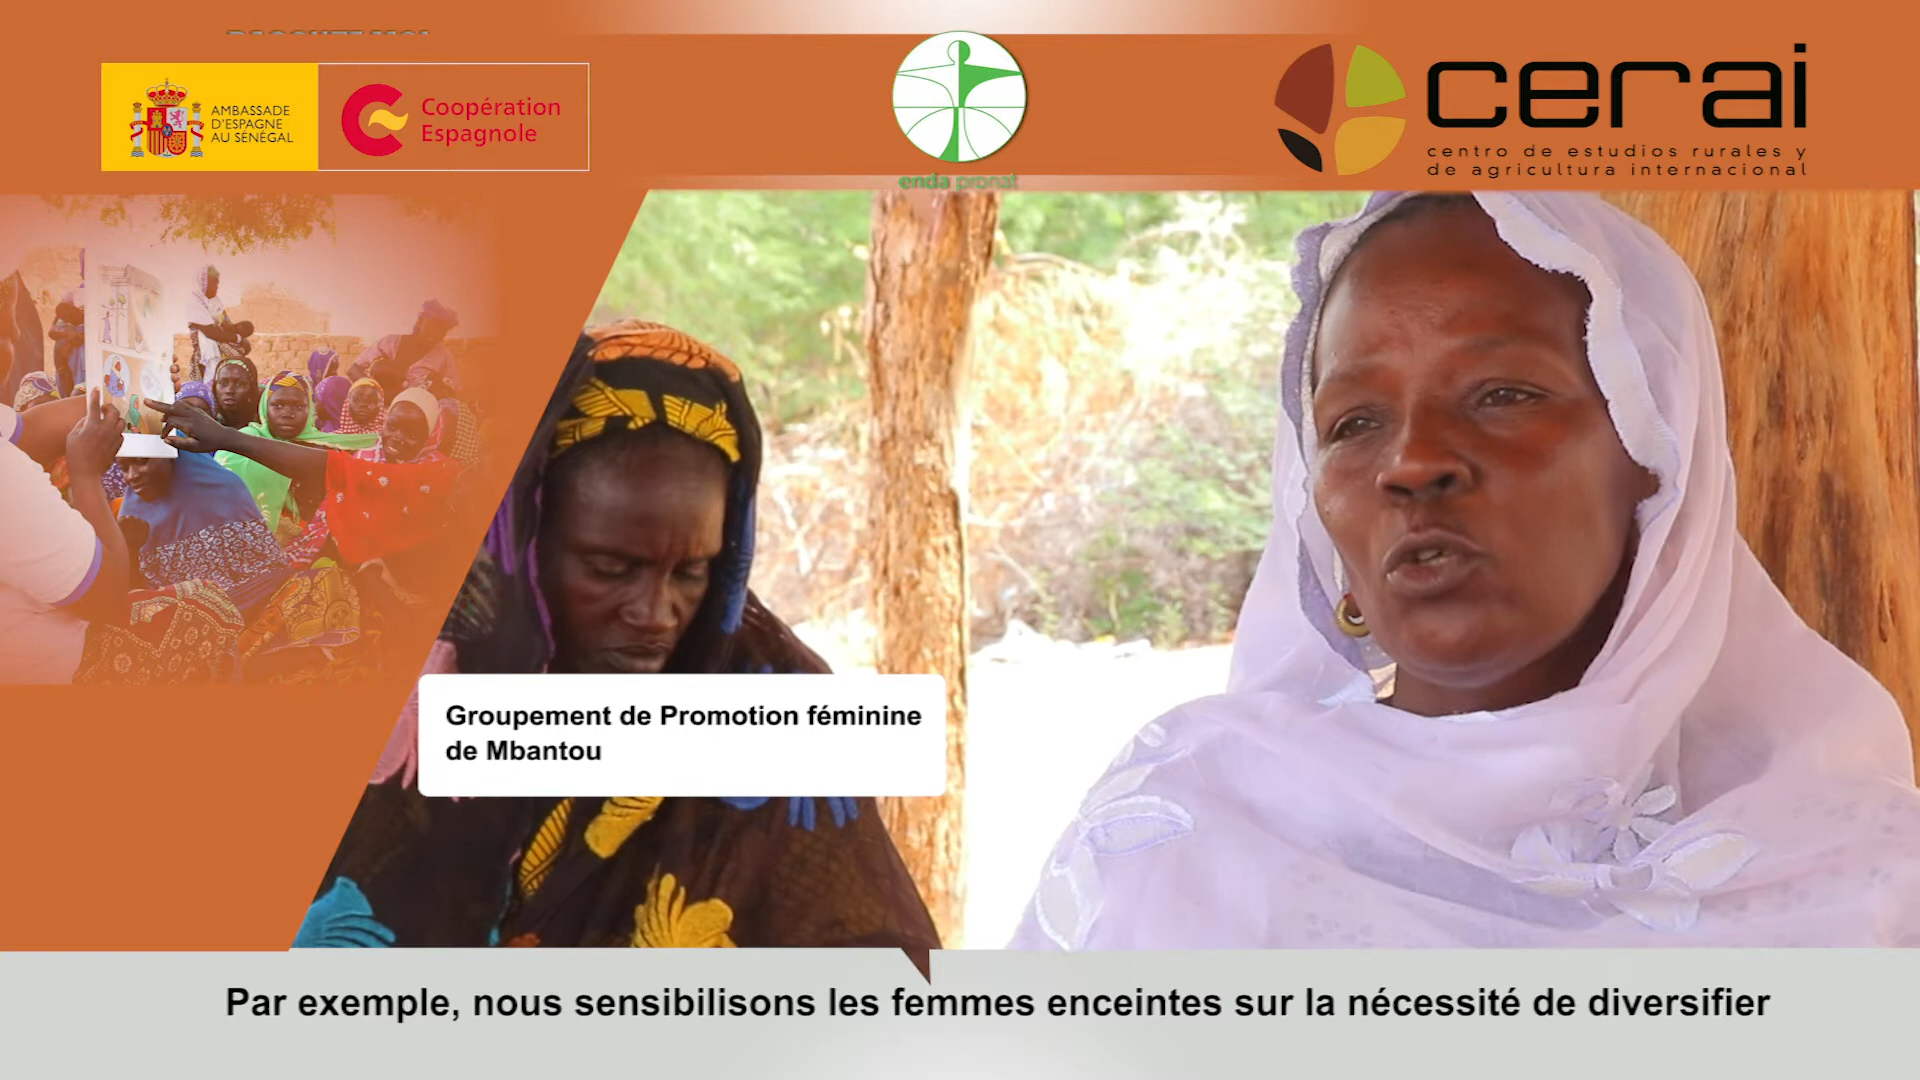 AMBASSADE
D'ESPAGNE
AU SÉNÉGAL
Coopération
Espagnole
enda pronat
cerai
centro de estudios rurales y
de agricultura internacional
Groupement de Promotion féminine
de Mbantou
Par exemple, nous sensibilisons les femmes enceintes sur la nécessité de diversifier